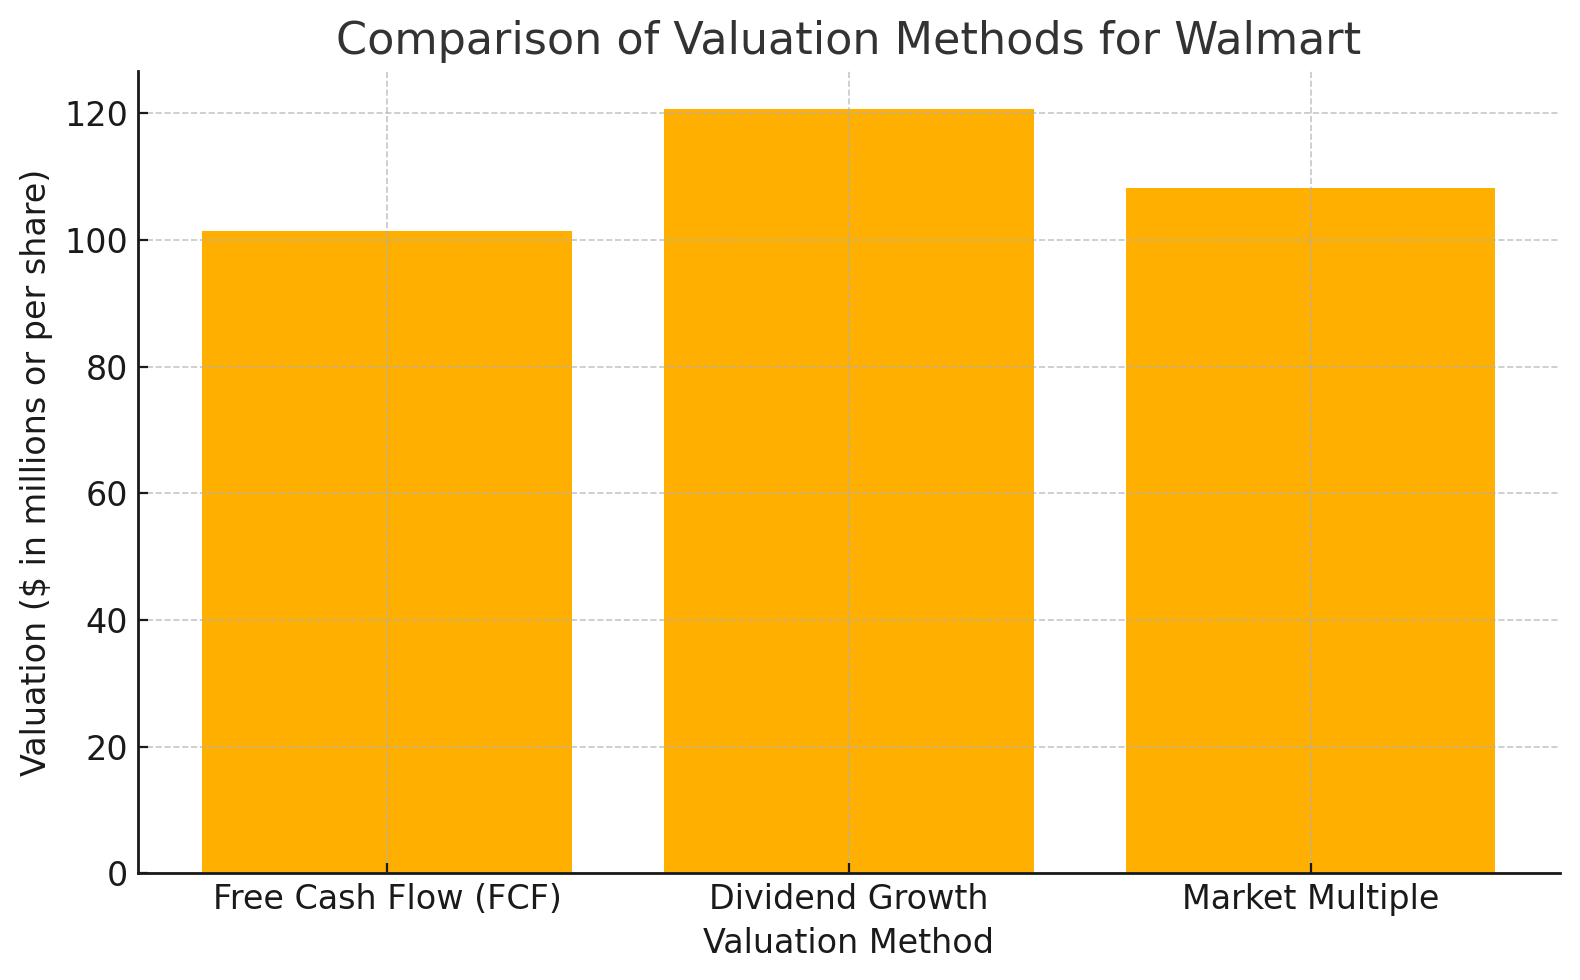 Comparison of Valuation Methods for Walmart
Valuation ($ in millions or per share)
120
100
80
60
40
20
0
Free Cash Flow (FCF) Dividend Growth Market Multiple
Valuation Method